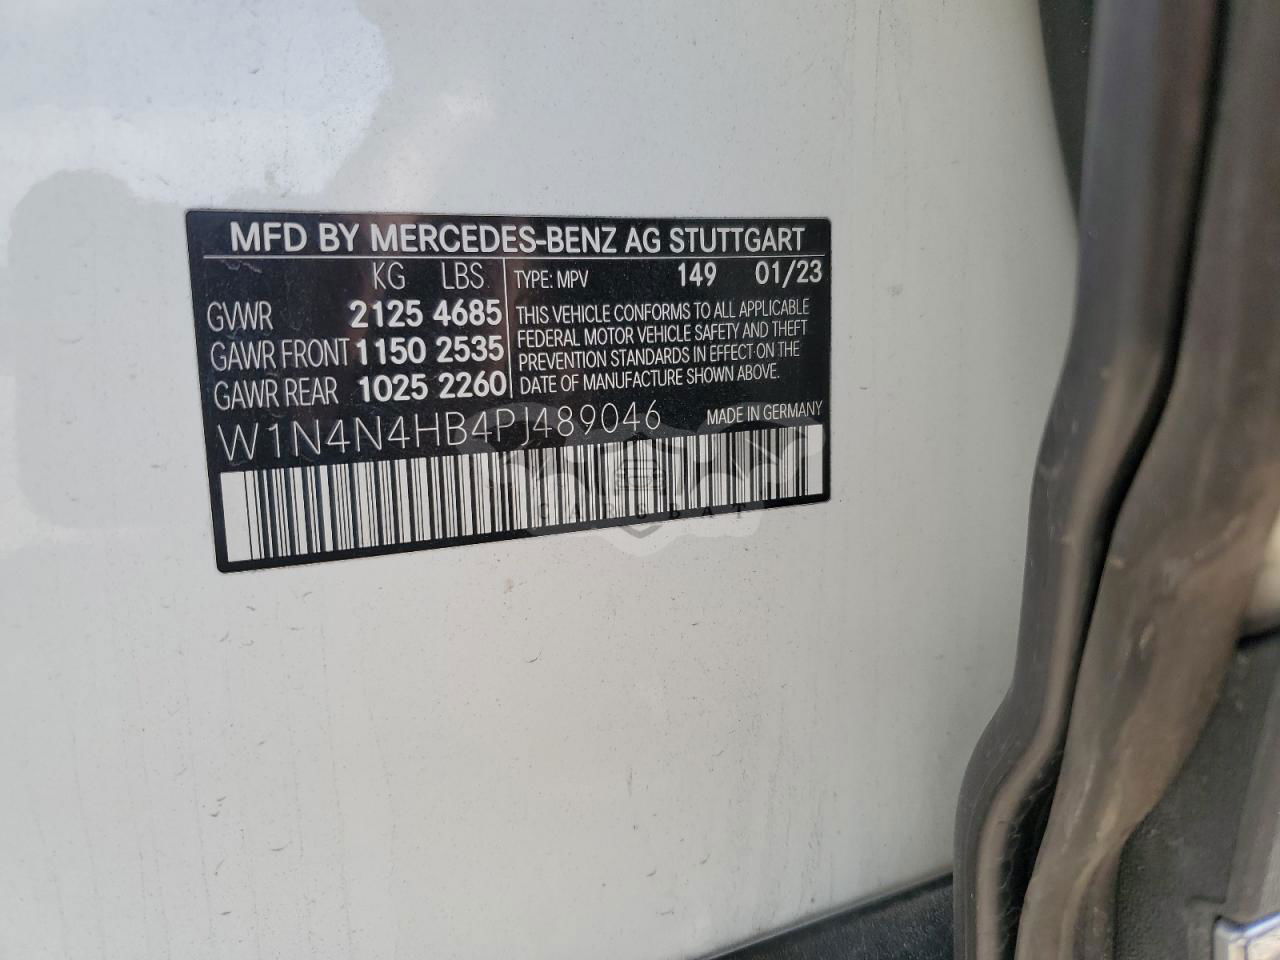 MFD BY MERCEDES-BENZ AG STUTTGART
KG LBS
GVWR 2125 4685
GAWR FRONT 1150 2535
GAWR REAR 1025 2260
TYPE: MPV 149 01/23
THIS VEHICLE CONFORMS TO ALL APPLICABLE
FEDERAL MOTOR VEHICLE SAFETY AND THEFT
PREVENTION STANDARDS IN EFFECT ON THE
DATE OF MANUFACTURE SHOWN ABOVE.
W1N4N4HB4PJ489046 MADE IN GERMANY